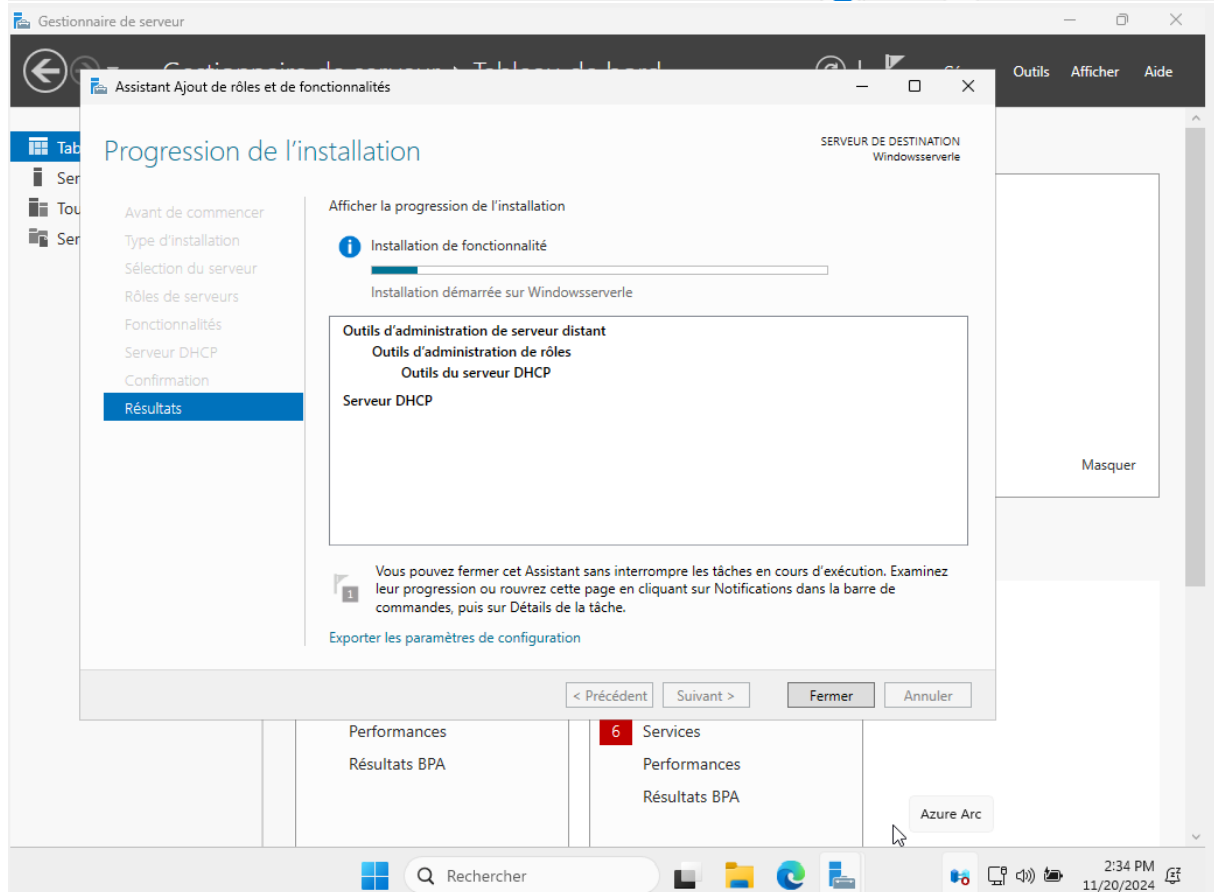 Gestionnaire de serveur
Outils Afficher Aide
Assistant Ajout de rôles et de fonctionnalités
Progression de l’installation
SERVEUR DE DESTINATION
Windowsserverle
Tab
Ser
Tou
Ser
Avant de commencer
Type d’installation
Sélection du serveur
Rôles de serveurs
Fonctionnalités
Serveur DHCP
Confirmation
Résultats
Afficher la progression de l’installation
Installation de fonctionnalité
Installation démarrée sur Windowsserverle
Outils d’administration de serveur distant
Outils d’administration de rôles
Outils du serveur DHCP
Serveur DHCP
Masquer
1
Vous pouvez fermer cet Assistant sans interrompre les tâches en cours d’exécution. Examinez
leur progression ou rouvrez cette page en cliquant sur Notifications dans la barre de
commandes, puis sur Détails de la tâche.
Exporter les paramètres de configuration
< Précédent Suivant > Fermer Annuler
Performances
Résultats BPA
6 Services
Performances
Résultats BPA
Azure Arc
Rechercher
2:34 PM
11/20/2024